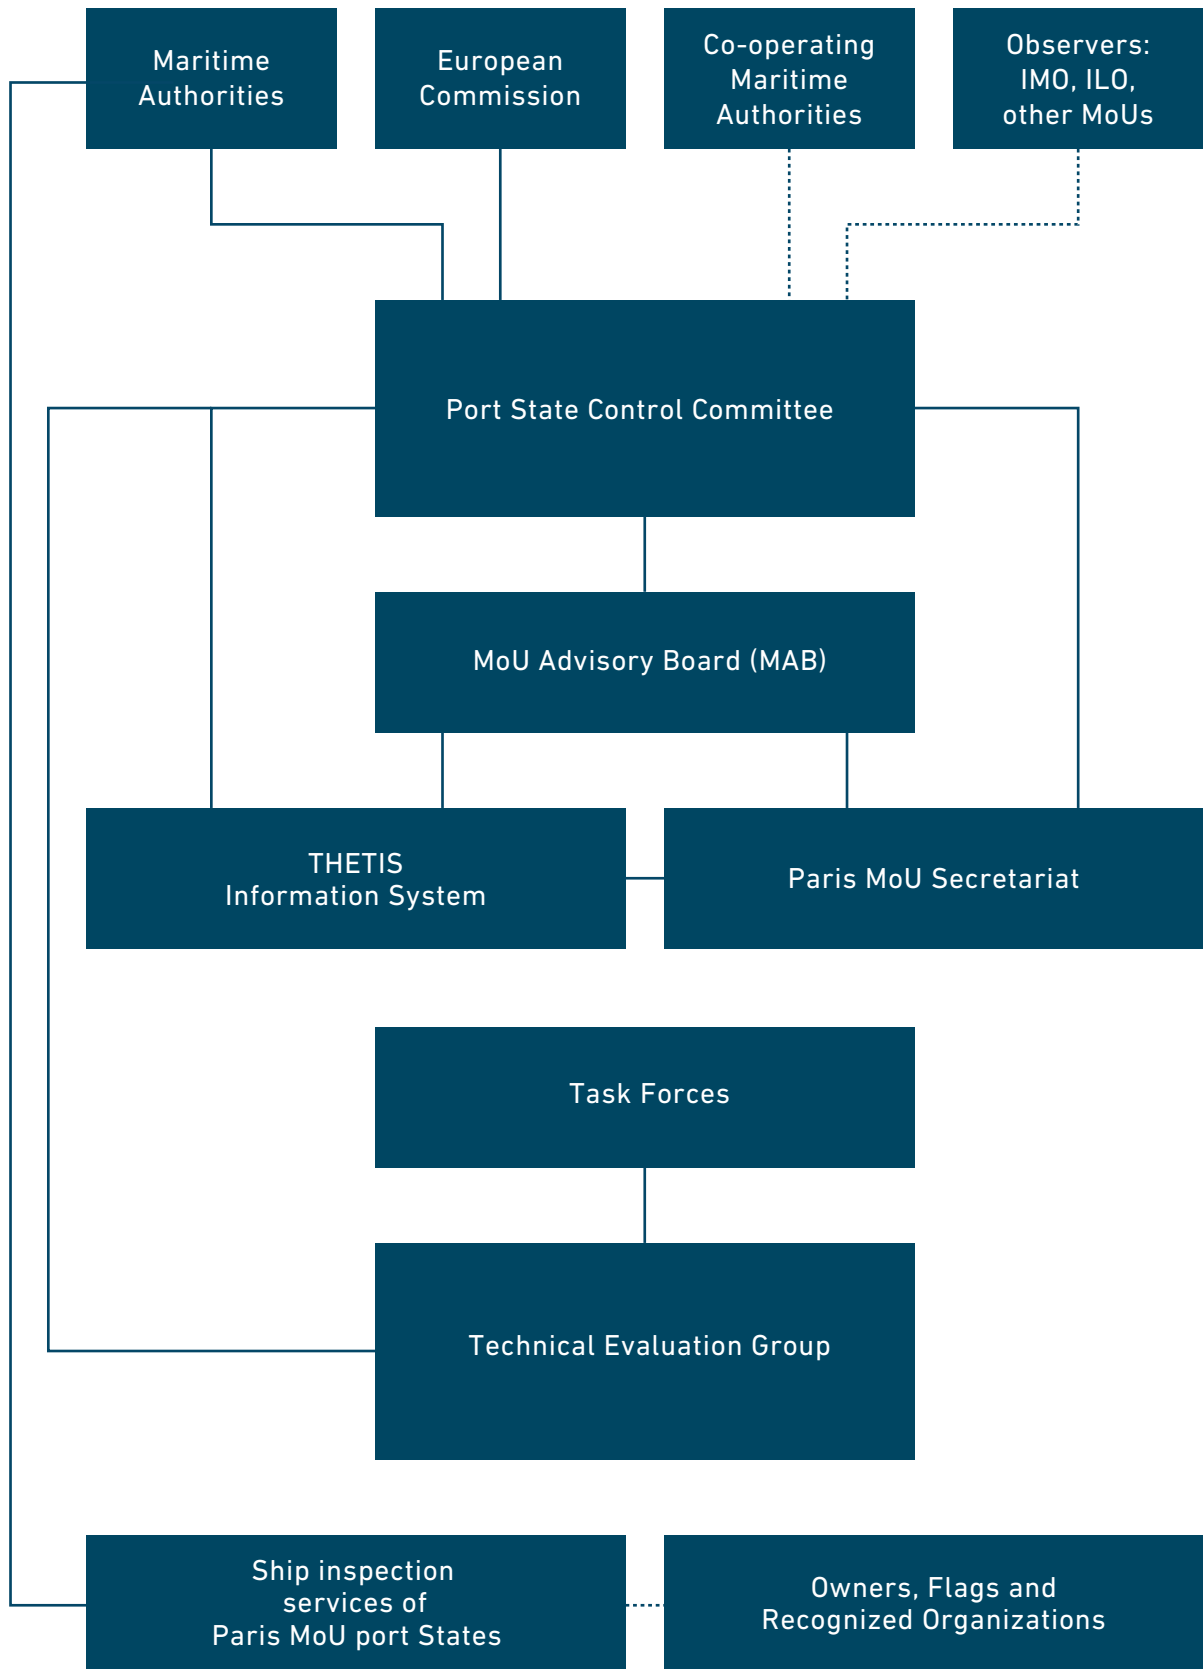 Maritime
Authorities
European
Commission
Co-operating
Maritime
Authorities
Observers:
IMO, ILO,
other MoUs
Port State Control Committee
MoU Advisory Board (MAB)
THETIS
Information System
Paris MoU Secretariat
Task Forces
Technical Evaluation Group
Ship inspection
services of
Paris MoU port States
Owners, Flags and
Recognized Organizations